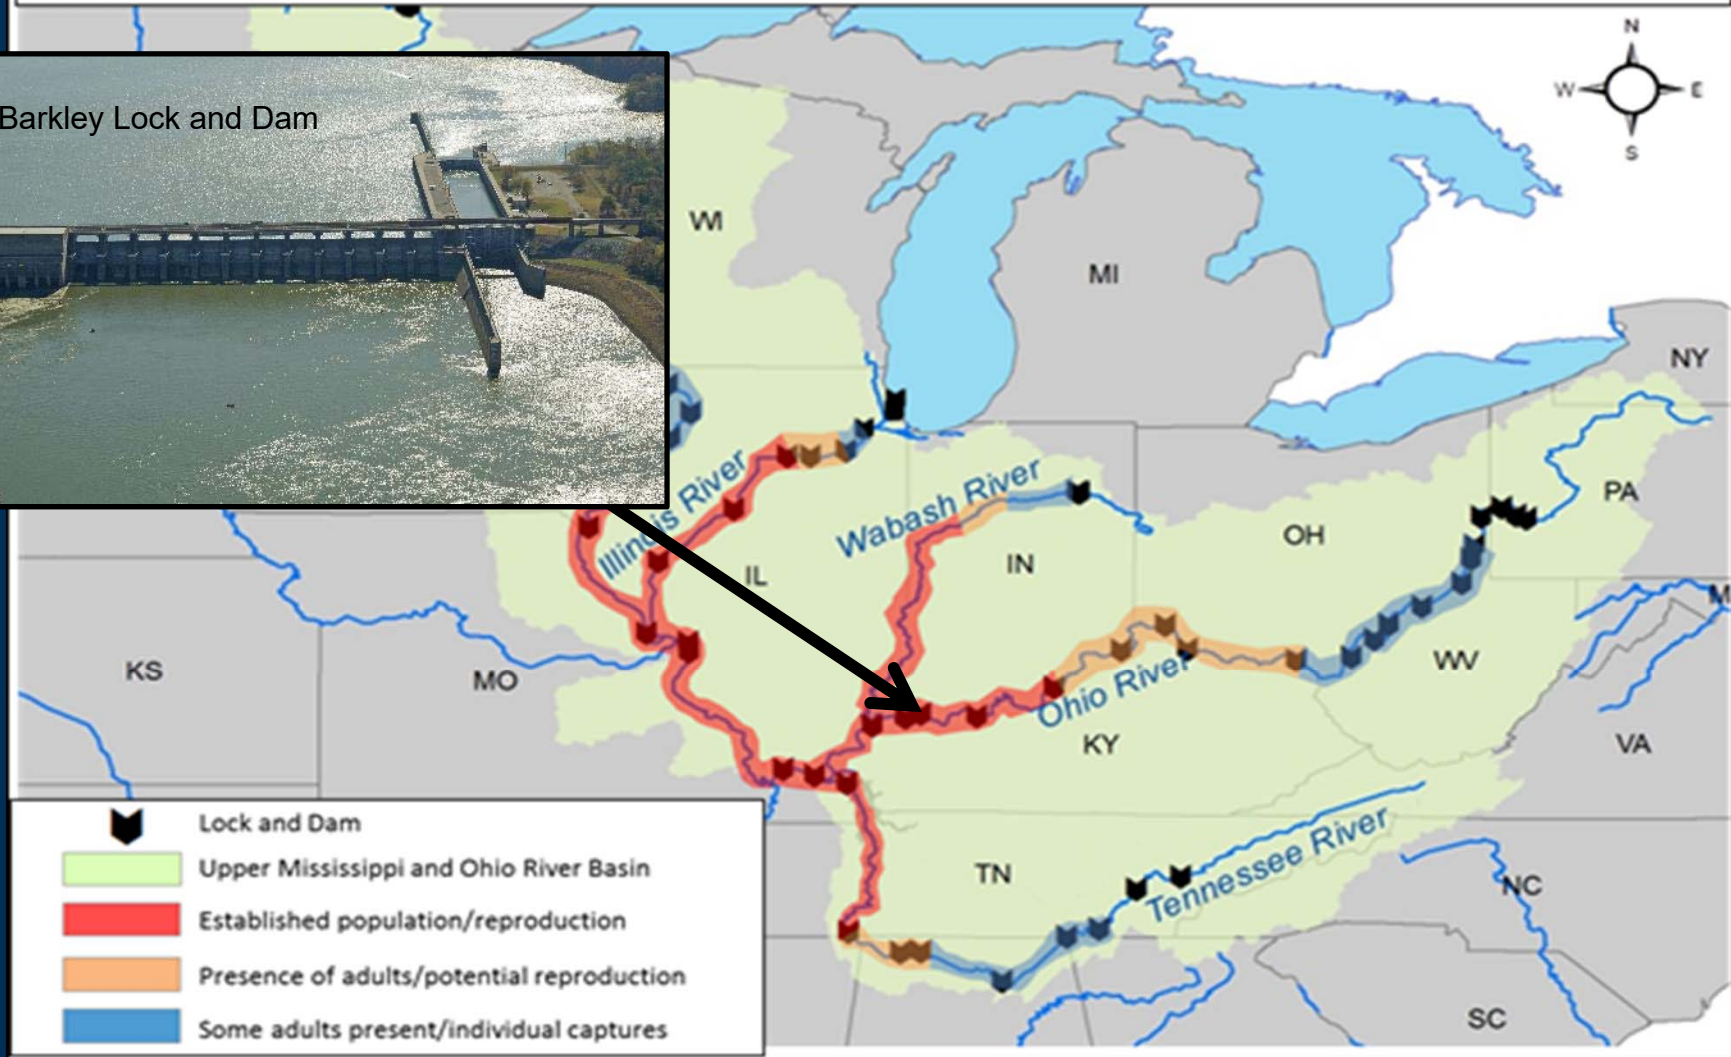 N
W E
S
Barkley Lock and Dam
WI
MI
NY
Illinois River
Wabash River
PA
OH
IL
IN
M
KS
MO
WV
Ohio River
KY
VA
Lock and Dam
Upper Mississippi and Ohio River Basin
Established population/reproduction
Presence of adults/potential reproduction
Some adults present/individual captures
TN
Tennessee River
NC
SC